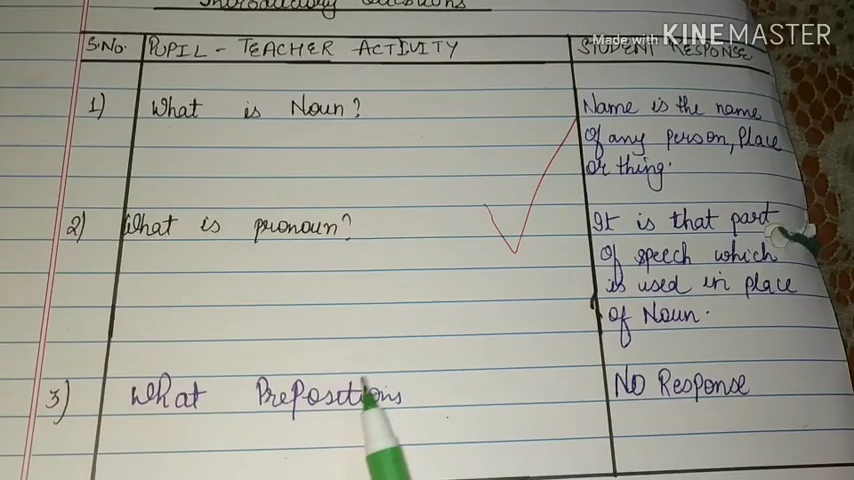 Introductory Questions
Made with KINEMASTER
S.No. PUPIL - TEACHER ACTIVITY STUDENT RESPONSE
1) What is Noun? Name is the name
of any person, Place
or thing.
2) What is pronoun? It is that part
of speech which
is used in place
of Noun.
3) What Prepositions NO Response